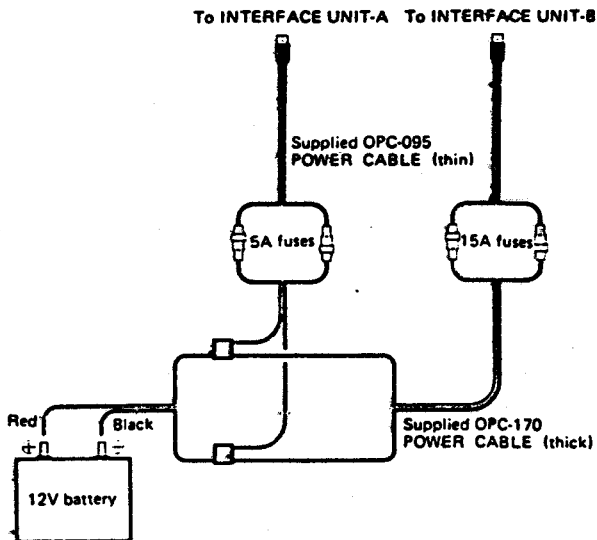 To INTERFACE UNIT-A To INTERFACE UNIT-B
Supplied OPC-095
POWER CABLE (thin)
5A fuses
15A fuses
Red
Black
+
-
12V battery
Supplied OPC-170
POWER CABLE (thick)